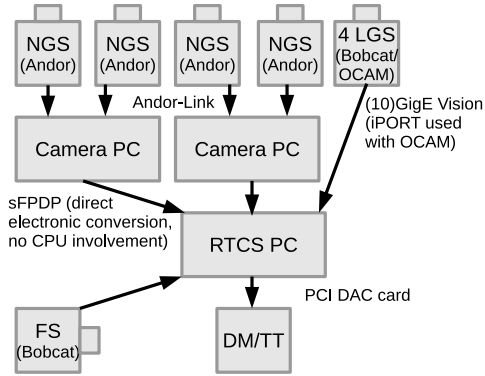 NGS
(Andor)
NGS
(Andor)
NGS
(Andor)
NGS
(Andor)
4 LGS
(Bobcat/
OCAM)
Andor-Link
(10)GigE Vision
(iPORT used
with OCAM)
Camera PC
Camera PC
sFPDP (direct
electronic conversion,
no CPU involvement)
RTCS PC
PCI DAC card
FS
(Bobcat)
DM/TT